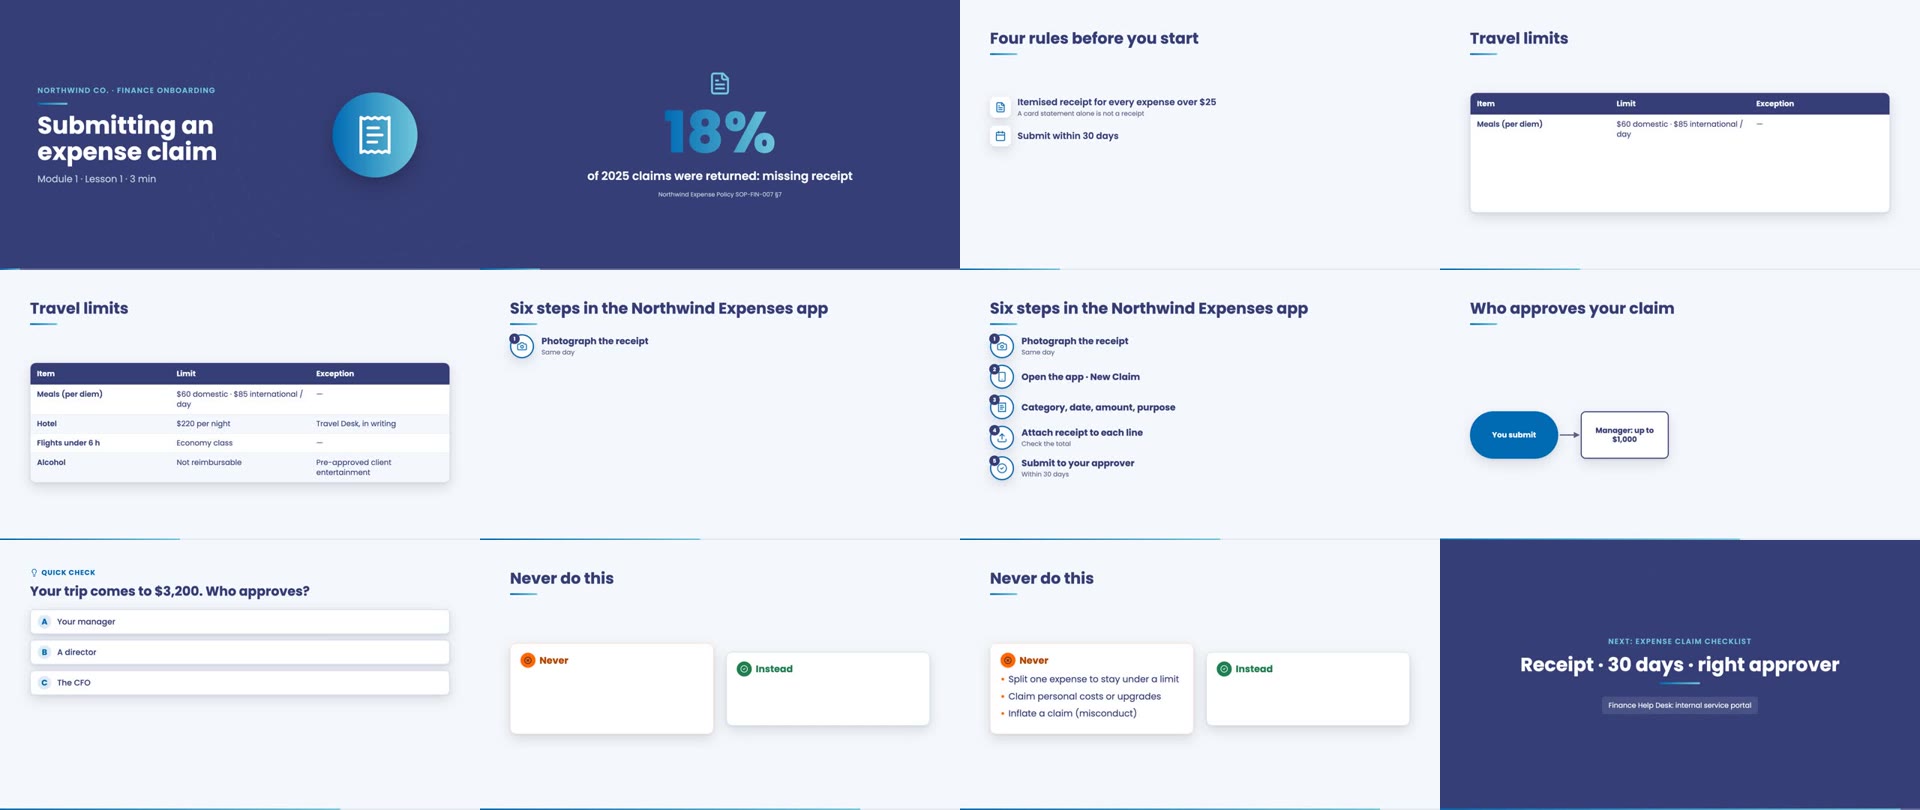 NORTHWIND CO. · FINANCE ONBOARDING
Submitting an
expense claim
Module 1 · Lesson 1 · 3 min
18%
of 2025 claims were returned: missing receipt
Northwind Expense Policy SOP-FIN-007 §7
Four rules before you start
Itemised receipt for every expense over $25
A card statement alone is not a receipt
Submit within 30 days
Travel limits
Item Limit Exception
Meals (per diem) $60 domestic · $85 international / —
day
Travel limits
Item Limit Exception
Meals (per diem) $60 domestic · $85 international / —
day
Hotel $220 per night Travel Desk, in writing
Flights under 6 h Economy class —
Alcohol Not reimbursable Pre-approved client
entertainment
Six steps in the Northwind Expenses app
1 Photograph the receipt
Same day
Six steps in the Northwind Expenses app
1 Photograph the receipt
Same day
2 Open the app · New Claim
3 Category, date, amount, purpose
4 Attach receipt to each line
Check the total
5 Submit to your approver
Within 30 days
Who approves your claim
You submit
Manager: up to
$1,000
QUICK CHECK
Your trip comes to $3,200. Who approves?
A Your manager
B A director
C The CFO
Never do this
Never
Instead
Never do this
Never
• Split one expense to stay under a limit
• Claim personal costs or upgrades
• Inflate a claim (misconduct)
Instead
NEXT: EXPENSE CLAIM CHECKLIST
Receipt · 30 days · right approver
Finance Help Desk: internal service portal